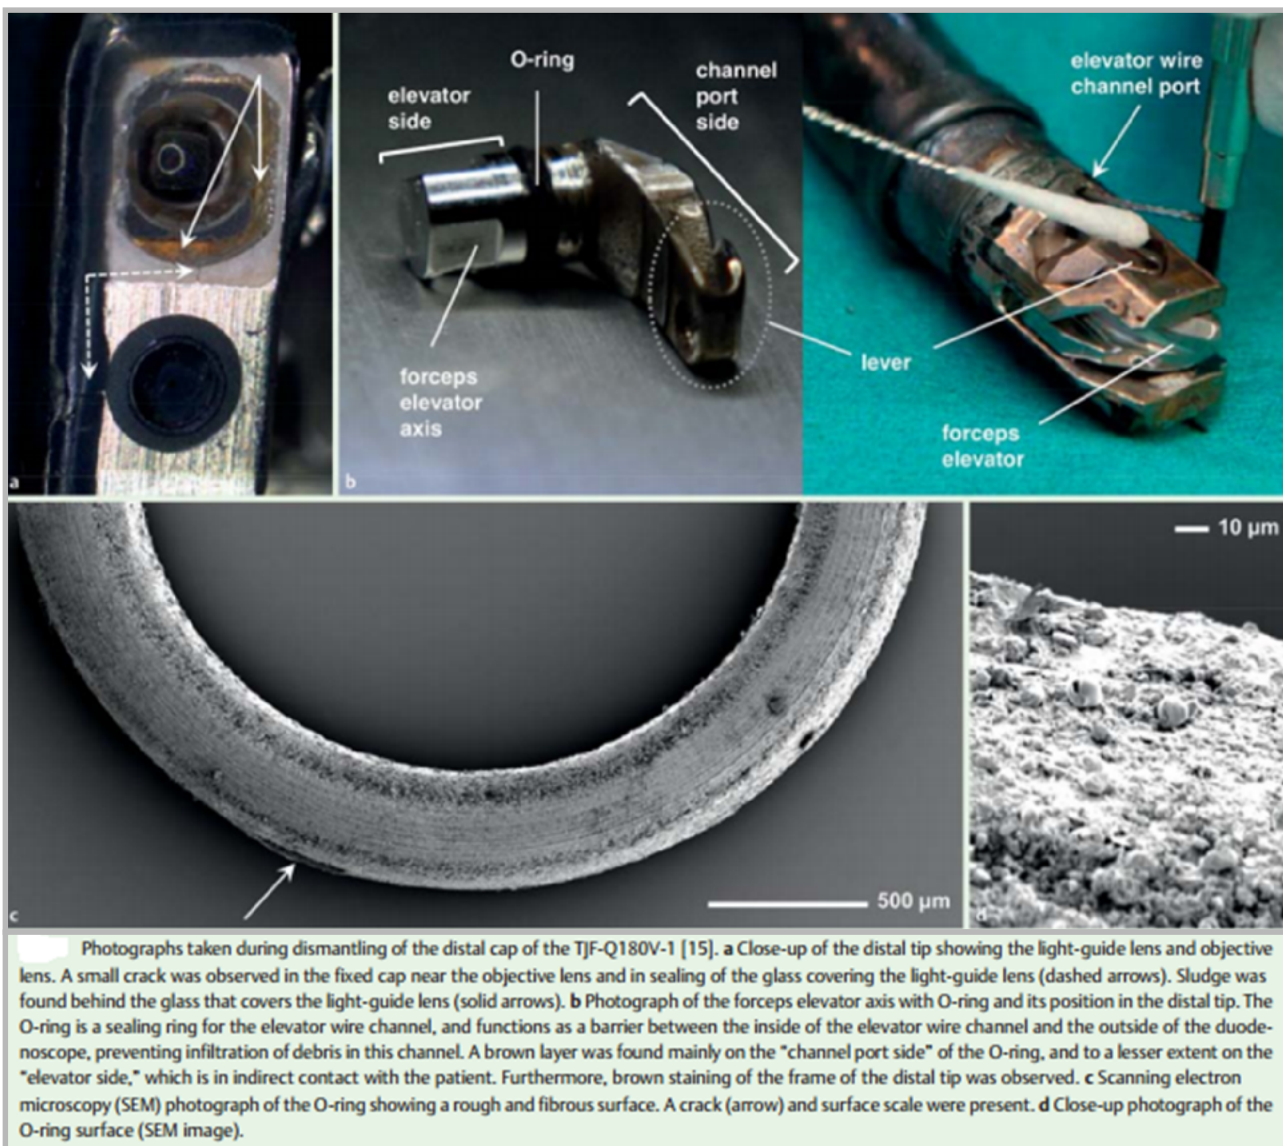 O-ring
elevator
side
channel
port
side
forceps
elevator
axis
elevator wire
channel port
lever
forceps
elevator
a
b
10 µm
500 µm
c
d
Photographs taken during dismantling of the distal cap of the TJF-Q180V-1 [15]. a Close-up of the distal tip showing the light-guide lens and objective
lens. A small crack was observed in the fixed cap near the objective lens and in sealing of the glass covering the light-guide lens (dashed arrows). Sludge was
found behind the glass that covers the light-guide lens (solid arrows). b Photograph of the forceps elevator axis with O-ring and its position in the distal tip. The
O-ring is a sealing ring for the elevator wire channel, and functions as a barrier between the inside of the elevator wire channel and the outside of the duode-
noscope, preventing infiltration of debris in this channel. A brown layer was found mainly on the "channel port side" of the O-ring, and to a lesser extent on the
"elevator side," which is in indirect contact with the patient. Furthermore, brown staining of the frame of the distal tip was observed. c Scanning electron
microscopy (SEM) photograph of the O-ring showing a rough and fibrous surface. A crack (arrow) and surface scale were present. d Close-up photograph of the
O-ring surface (SEM image).